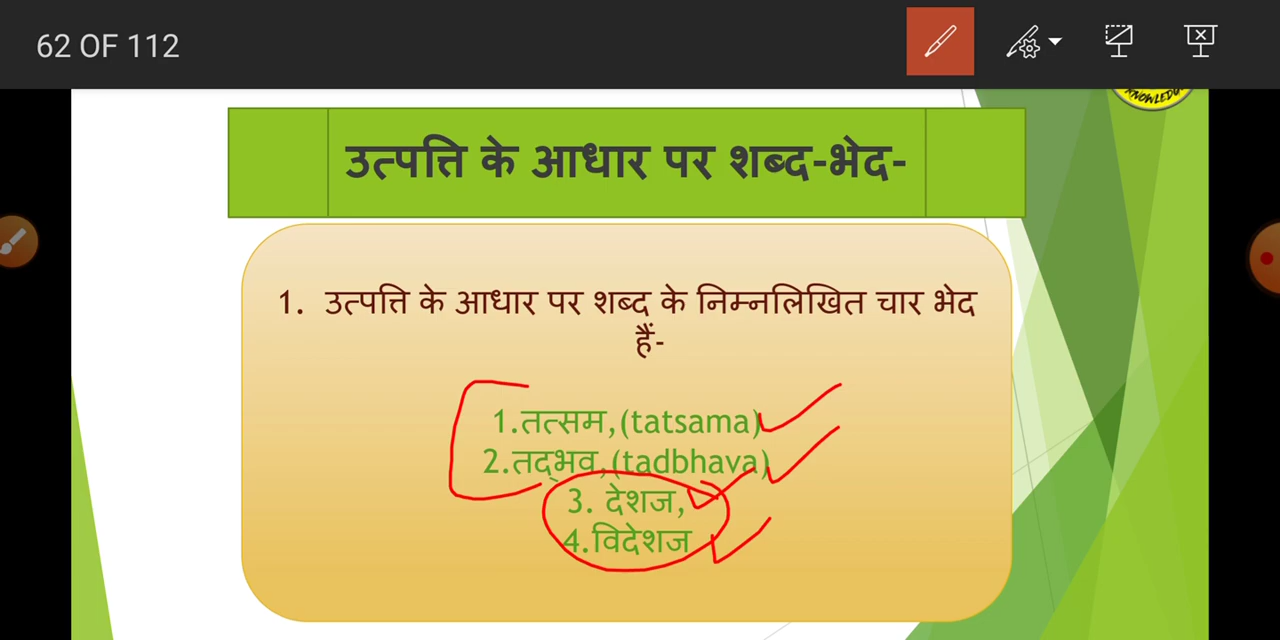 62 OF 112
KNOWLEDGE
उत्पत्ति के आधार पर शब्द-भेद-
1. उत्पत्ति के आधार पर शब्द के निम्नलिखित चार भेद
हैं-
1.तत्सम,(tatsama)
2.तद्भव,(tadbhava)
3. देशज,
4.विदेशज